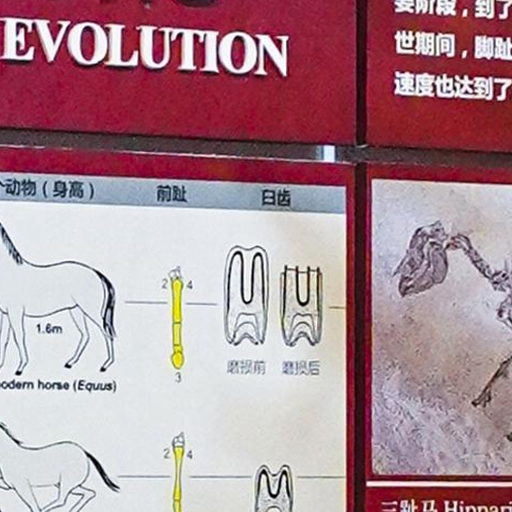 EVOLUTION
要阶段，到了
世期间，脚趾
速度也达到了
个动物（身高）
前趾
臼齿
2 4
1.6m
磨损前
磨损后
3
odern horse (Equus)
2 4
三趾马 Hippari